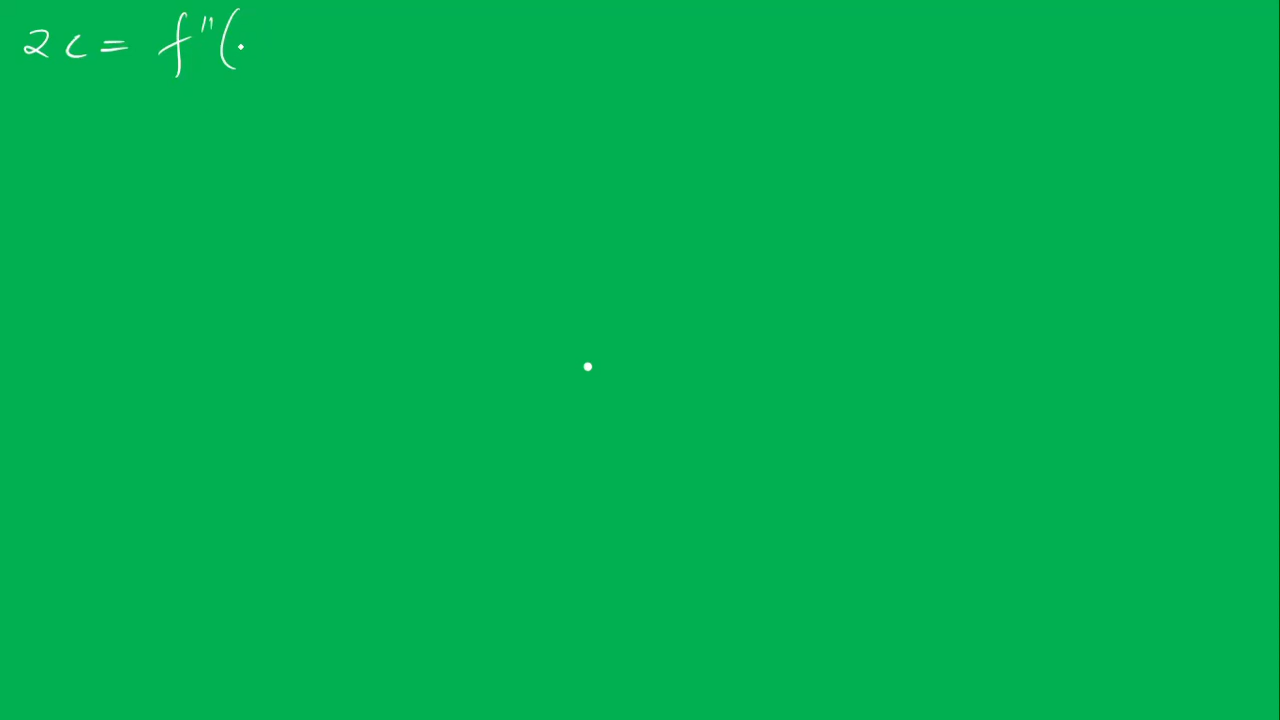 2c = f''(